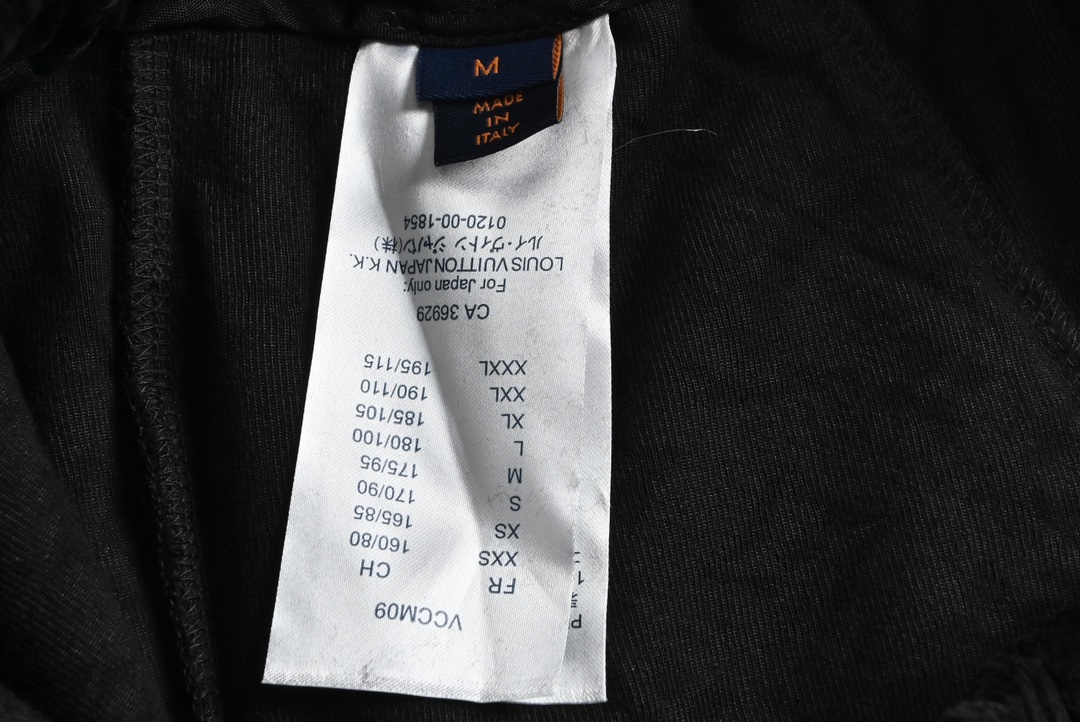 M
MADE
IN
ITALY
VCCM09
FR CH
XXS 160/80
XS 165/85
S 170/90
M 175/95
L 180/100
XL 185/105
XXL 190/110
XXXL 195/115
CA 36929
For Japan only:
LOUIS VUITTON JAPAN K.K.
ルイ・ヴィトン ジャパン(株)
0120-00-1854